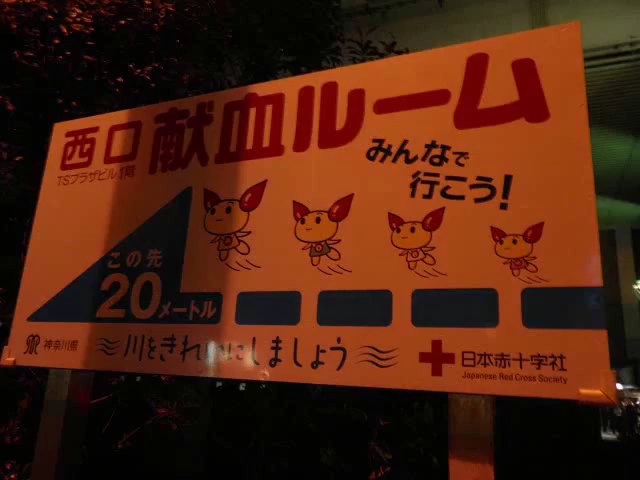 西口献血ルーム
TSプラザビル1階
みんなで
行こう!
この先
20メートル
神奈川県
川をきれいにしましょう
日本赤十字社
Japanese Red Cross Society